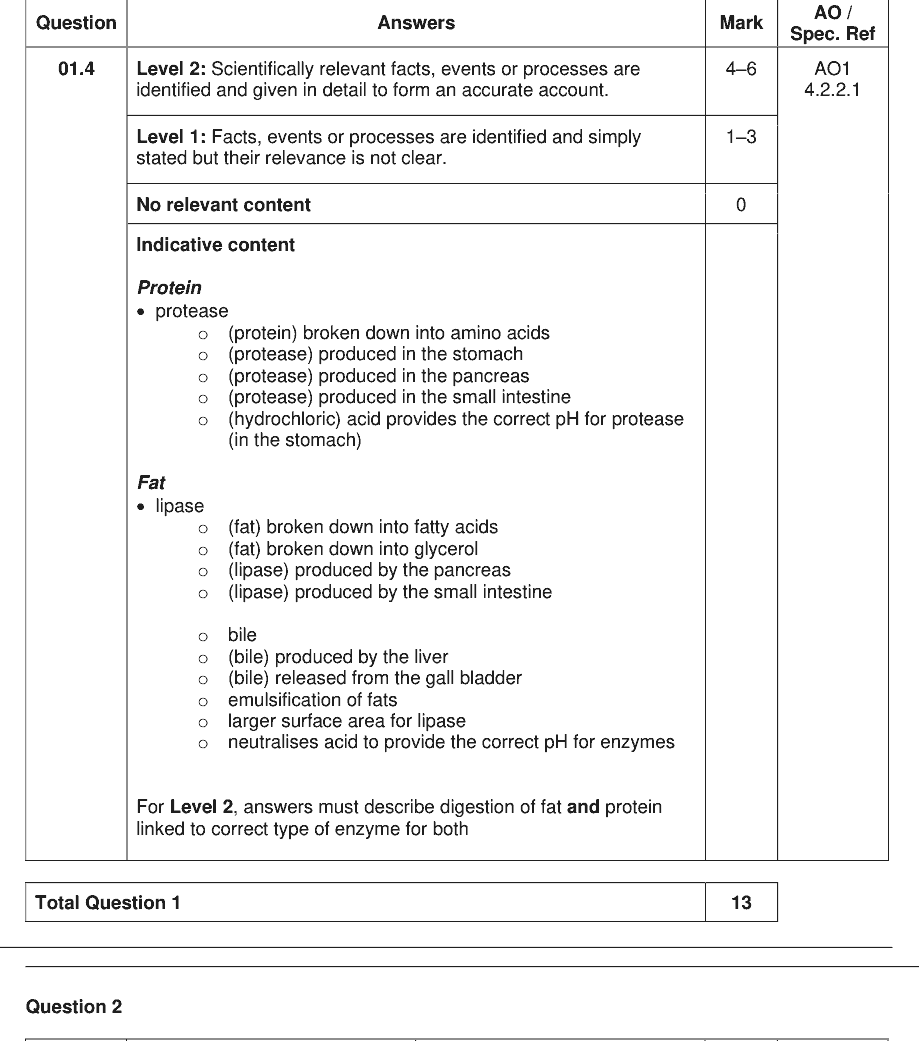 Question Answers Mark AO /
Spec. Ref
01.4 Level 2: Scientifically relevant facts, events or processes are 4–6 AO1
identified and given in detail to form an accurate account. 4.2.2.1
Level 1: Facts, events or processes are identified and simply 1–3
stated but their relevance is not clear.
No relevant content 0
Indicative content
Protein
• protease
○ (protein) broken down into amino acids
○ (protease) produced in the stomach
○ (protease) produced in the pancreas
○ (protease) produced in the small intestine
○ (hydrochloric) acid provides the correct pH for protease
(in the stomach)
Fat
• lipase
○ (fat) broken down into fatty acids
○ (fat) broken down into glycerol
○ (lipase) produced by the pancreas
○ (lipase) produced by the small intestine
○ bile
○ (bile) produced by the liver
○ (bile) released from the gall bladder
○ emulsification of fats
○ larger surface area for lipase
○ neutralises acid to provide the correct pH for enzymes
For Level 2, answers must describe digestion of fat and protein
linked to correct type of enzyme for both
Total Question 1 13
Question 2